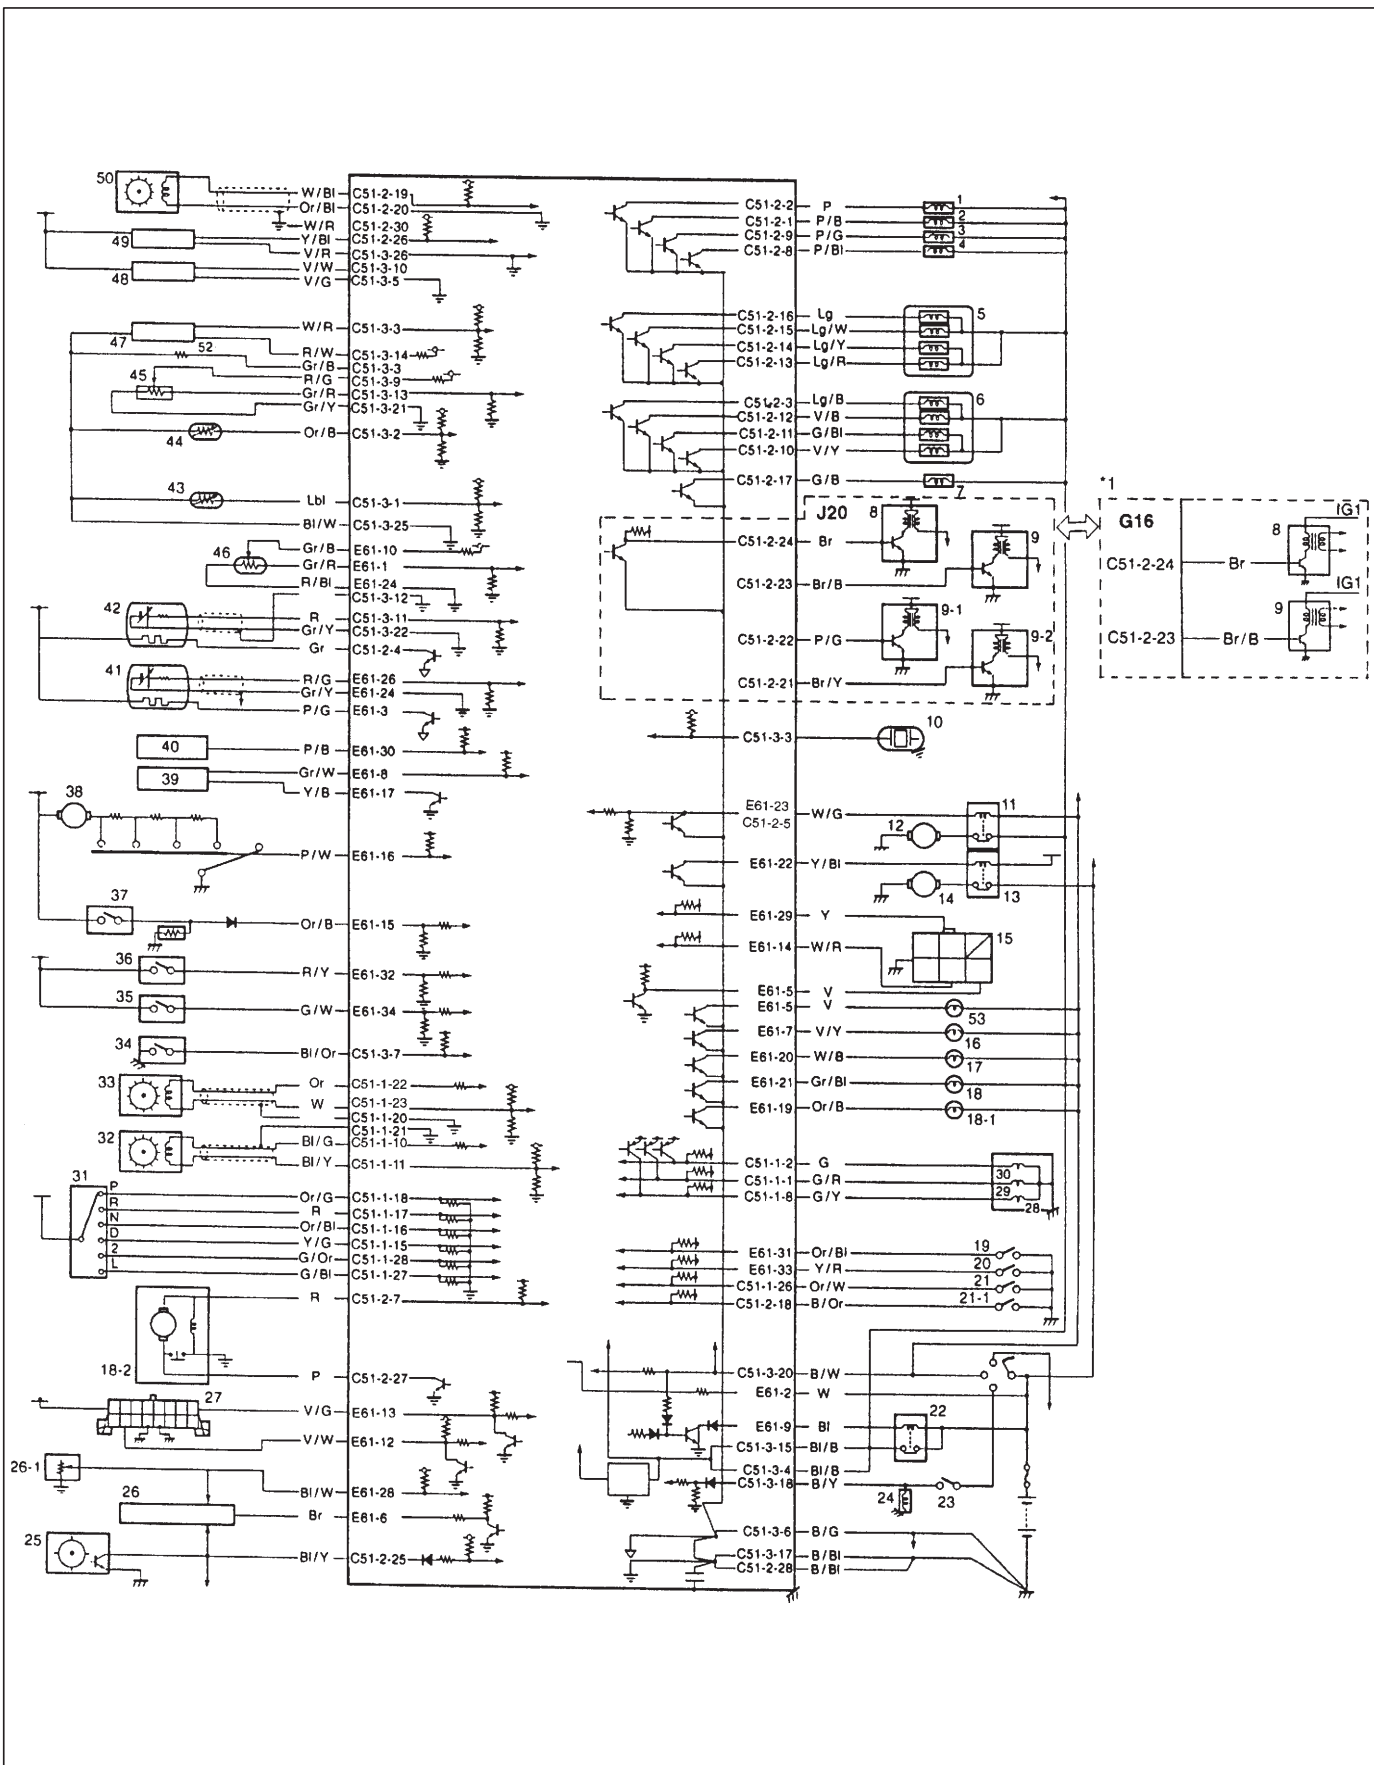 50
W/Bl C51-2-19
Or/Bl C51-2-20
W/R C51-2-30
49 Y/Bl C51-2-26
V/R C51-3-26
V/W C51-3-10
48 V/G C51-3-5
W/R C51-3-3
47
R/W C51-3-14
52 Gr/B C51-3-3
R/G C51-3-9
45 Gr/R C51-3-13
Gr/Y C51-3-21
44 Or/B C51-3-2
43 Lbl C51-3-1
Bl/W C51-3-25
46 Gr/B E61-10
Gr/R E61-1
R/Bl E61-24
C51-3-12
42 R C51-3-11
Gr/Y C51-3-22
Gr C51-2-4
41 R/G E61-26
Gr/Y E61-24
P/G E61-3
40 P/B E61-30
39 Gr/W E61-8
Y/B E61-17
38
P/W E61-16
37
Or/B E61-15
36 R/Y E61-32
35 G/W E61-34
34 Bl/Or C51-3-7
33 Or C51-1-22
W C51-1-23
C51-1-20
C51-1-21
32 Bl/G C51-1-10
Bl/Y C51-1-11
31
P Or/G C51-1-18
R R C51-1-17
N Or/Bl C51-1-16
D Y/G C51-1-15
2 G/Or C51-1-28
L G/Bl C51-1-27
R C51-2-7
18-2 P C51-2-27
27 V/G E61-13
V/W E61-12
26-1
Bl/W E61-28
26 Br E61-6
25 Bl/Y C51-2-25
C51-2-2 P 1
C51-2-1 P/B 2
C51-2-9 P/G 3
C51-2-8 P/Bl 4
C51-2-16 Lg 5
C51-2-15 Lg/W
C51-2-14 Lg/Y
C51-2-13 Lg/R
C51-2-3 Lg/B 6
C51-2-12 V/B
C51-2-11 G/Bl
C51-2-10 V/Y
C51-2-17 G/B 7
J20
C51-2-24 Br 8
C51-2-23 Br/B 9
C51-2-22 P/G 9-1
C51-2-21 Br/Y 9-2
*1
G16
C51-2-24 Br 8 IG1
C51-2-23 Br/B 9 IG1
C51-3-3 10
E61-23
C51-2-5 W/G 11
12
E61-22 Y/Bl 13
14
E61-29 Y 15
E61-14 W/R
E61-5 V
E61-5 V 53
E61-7 V/Y 16
E61-20 W/B 17
E61-21 Gr/Bl 18
E61-19 Or/B 18-1
C51-1-2 G
C51-1-1 G/R 30
C51-1-8 G/Y 29
28
E61-31 Or/Bl 19
E61-33 Y/R 20
C51-1-26 Or/W 21
C51-2-18 B/Or 21-1
C51-3-20 B/W
E61-2 W
E61-9 Bl 22
C51-3-15 Bl/B
C51-3-4 Bl/B
C51-3-18 B/Y 24 23
C51-3-6 B/G
C51-3-17 B/Bl
C51-2-28 B/Bl